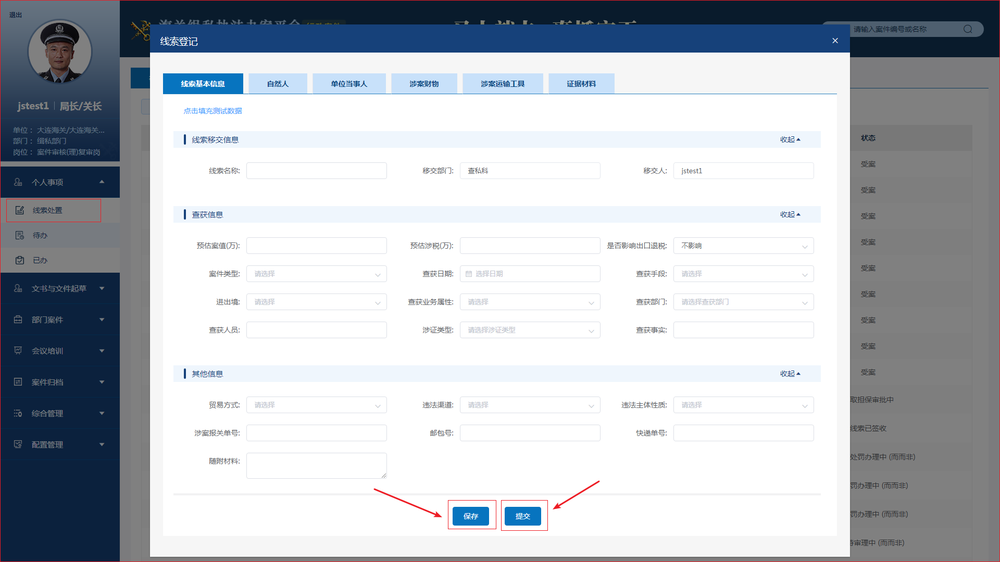 退出
jstest1 局长/关长
单位： 大连海关/大连海关...
部门： 缉私部门
岗位： 案件审核(理)复审岗
个人事项
线索处置
待办
已办
文书与文件起草
部门案件
会议培训
案件归档
综合管理
配置管理
请输入案件编号或名称
线索登记
线索基本信息 自然人 单位当事人 涉案财物 涉案运输工具 证据材料
点击填充测试数据
线索移交信息 收起
线索名称: 移交部门: 查私科 移交人: jstest1
查获信息 收起
预估案值(万): 预估涉税(万): 是否影响出口退税: 不影响
案件类型: 请选择 查获日期: 选择日期 查获手段: 请选择
进出境: 请选择 查获业务属性: 请选择 查获部门: 请选择查获部门
查获人员: 涉证类型: 请选择涉证类型 查获事实:
其他信息 收起
贸易方式: 请选择 违法渠道: 请选择 违法主体性质: 请选择
涉案报关单号: 邮包号: 快递单号:
随附材料:
保存 提交
状态
受案
受案
受案
受案
受案
受案
受案
受案
受案
取担保审批中
线索已签收
处罚办理中 (而而非)
罚办理中 (而而非)
罚办理中 (而而非)
审理中 (而而非)